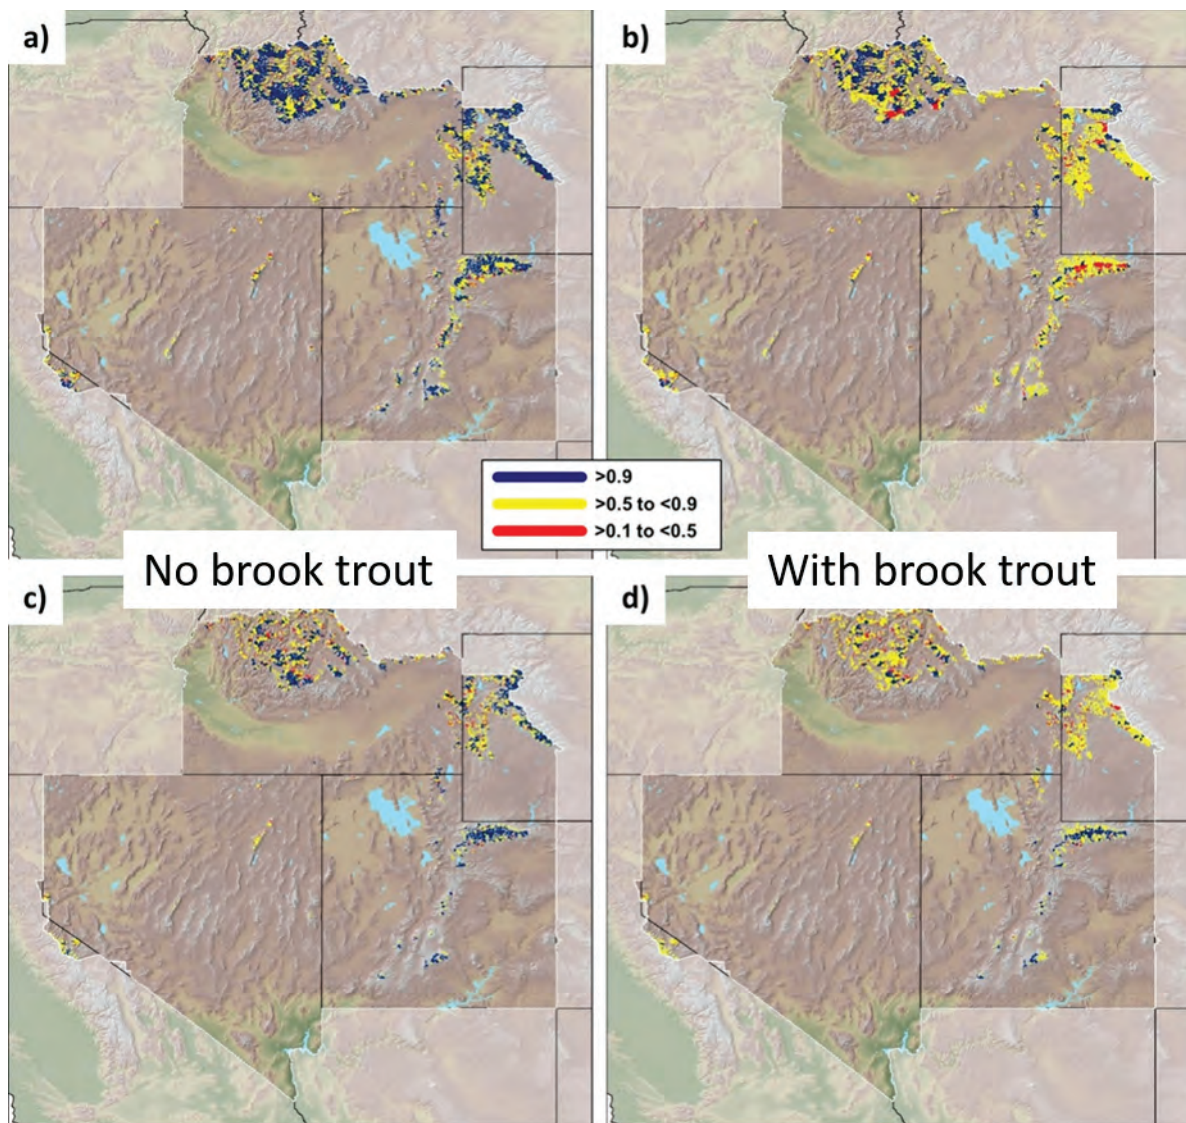 a)
b)
>0.9
>0.5 to <0.9
>0.1 to <0.5
No brook trout
With brook trout
c)
d)